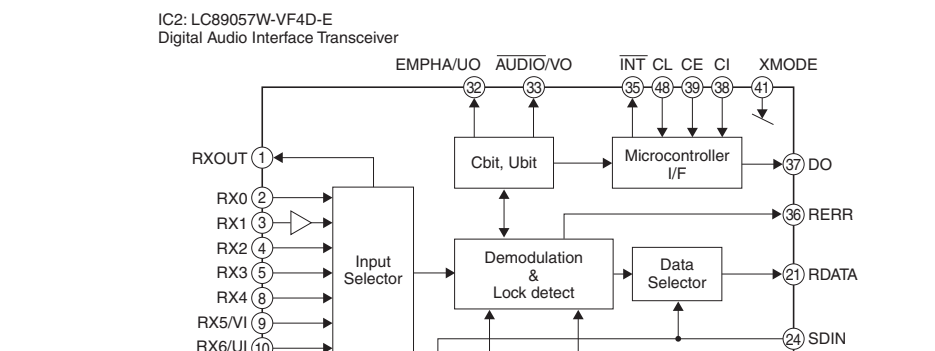 IC2: LC89057W-VF4D-E
Digital Audio Interface Transceiver
EMPHA/UO AUDIO/VO INT CL CE CI XMODE
32 33 35 48 39 38 41
RXOUT 1
Cbit, Ubit
Microcontroller
I/F
37 DO
RX0 2
RX1 3
RX2 4
RX3 5
RX4 8
RX5/VI 9
RX6/UI 10
Input
Selector
36 RERR
Demodulation
&
Lock detect
Data
Selector
21 RDATA
24 SDIN